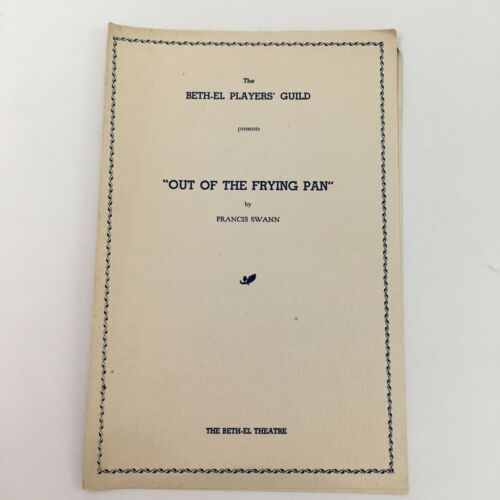 The
BETH-EL PLAYERS' GUILD
presents
"OUT OF THE FRYING PAN"
by
FRANCIS SWANN
THE BETH-EL THEATRE